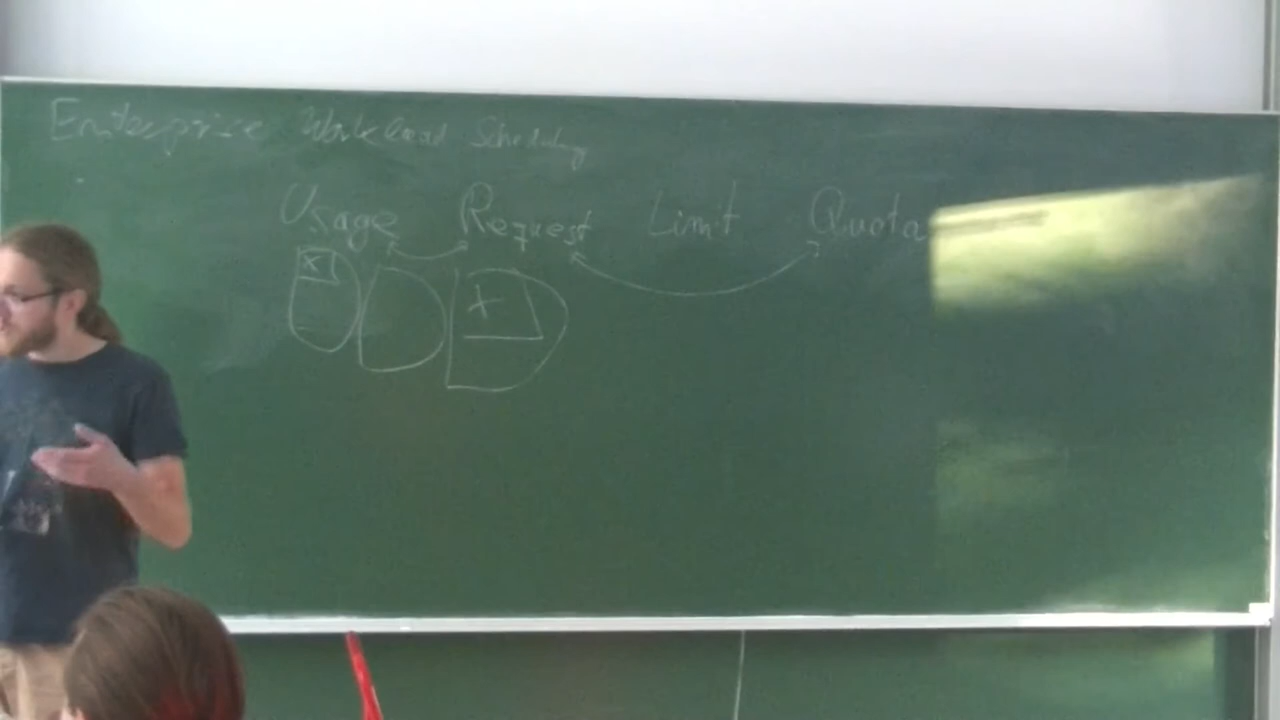 Enterprise Workload Scheduling
Usage Request Limit Quota
x
x